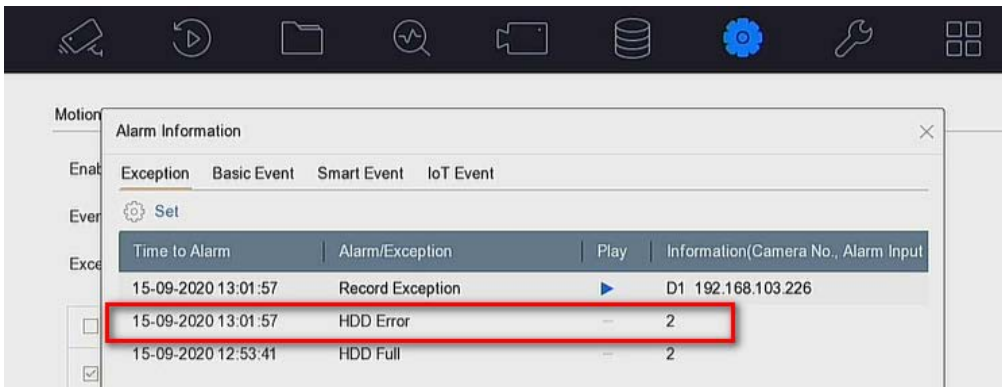 Motion
Alarm Information
Enab
Exception Basic Event Smart Event IoT Event
Even
Set
Exce
Time to Alarm Alarm/Exception Play Information(Camera No., Alarm Input
15-09-2020 13:01:57 Record Exception D1 192.168.103.226
15-09-2020 13:01:57 HDD Error — 2
15-09-2020 12:53:41 HDD Full — 2